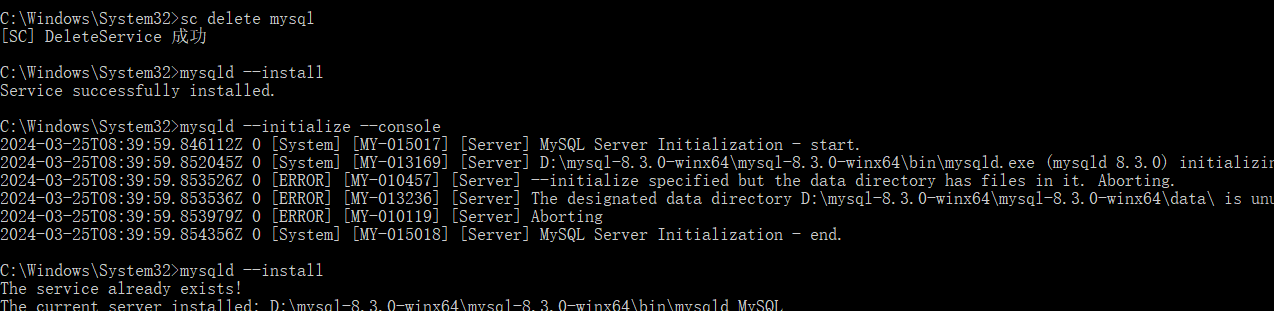 C:\Windows\System32>sc delete mysql
[SC] DeleteService 成功
C:\Windows\System32>mysqld --install
Service successfully installed.
C:\Windows\System32>mysqld --initialize --console
2024-03-25T08:39:59.846112Z 0 [System] [MY-015017] [Server] MySQL Server Initialization - start.
2024-03-25T08:39:59.852045Z 0 [System] [MY-013169] [Server] D:\mysql-8.3.0-winx64\mysql-8.3.0-winx64\bin\mysqld.exe (mysqld 8.3.0) initializin
2024-03-25T08:39:59.853526Z 0 [ERROR] [MY-010457] [Server] --initialize specified but the data directory has files in it. Aborting.
2024-03-25T08:39:59.853536Z 0 [ERROR] [MY-013236] [Server] The designated data directory D:\mysql-8.3.0-winx64\mysql-8.3.0-winx64\data\ is unu
2024-03-25T08:39:59.853979Z 0 [ERROR] [MY-010119] [Server] Aborting
2024-03-25T08:39:59.854356Z 0 [System] [MY-015018] [Server] MySQL Server Initialization - end.
C:\Windows\System32>mysqld --install
The service already exists!
The current server installed: D:\mysql-8.3.0-winx64\mysql-8.3.0-winx64\bin\mysqld MySQL